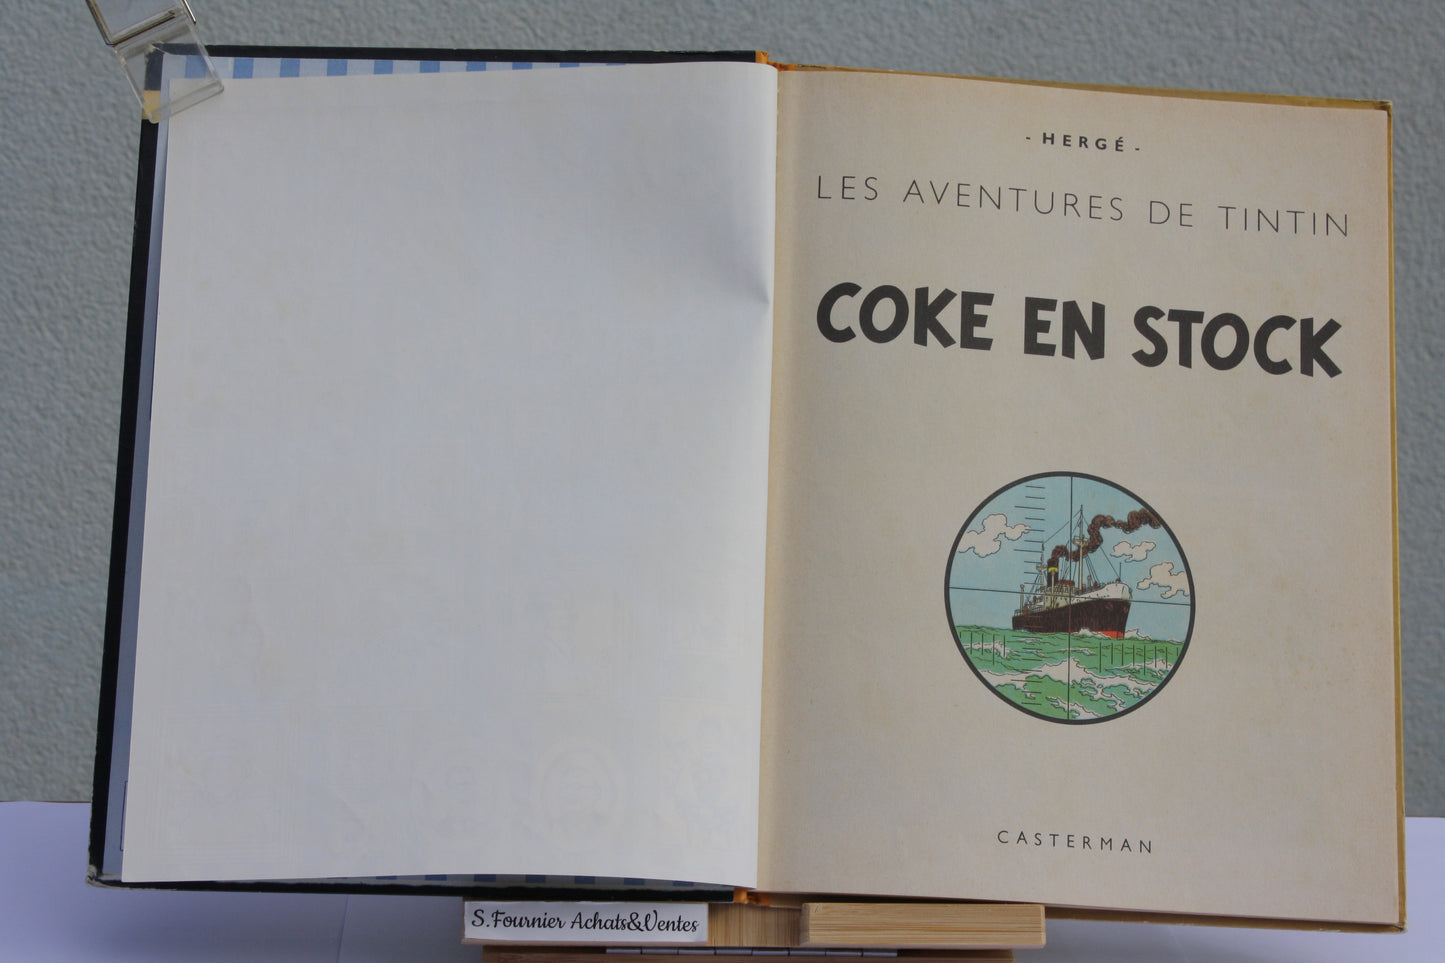 - HERGÉ -
LES AVENTURES DE TINTIN
COKE EN STOCK
CASTERMAN
S.Fournier Achats&Ventes